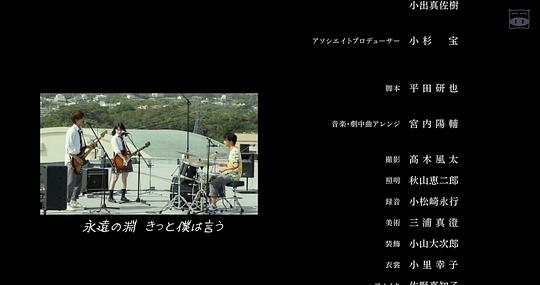 小出真佐樹
アソシエイトプロデューサー 小杉 宝
脚本 平田研也
音楽・劇中曲アレンジ 宮内陽輔
撮影 高木風太
照明 秋山恵二郎
録音 小松崎永行
美術 三浦真澄
装飾 小山大次郎
衣裳 小里幸子
永遠の淵 きっと僕は言う